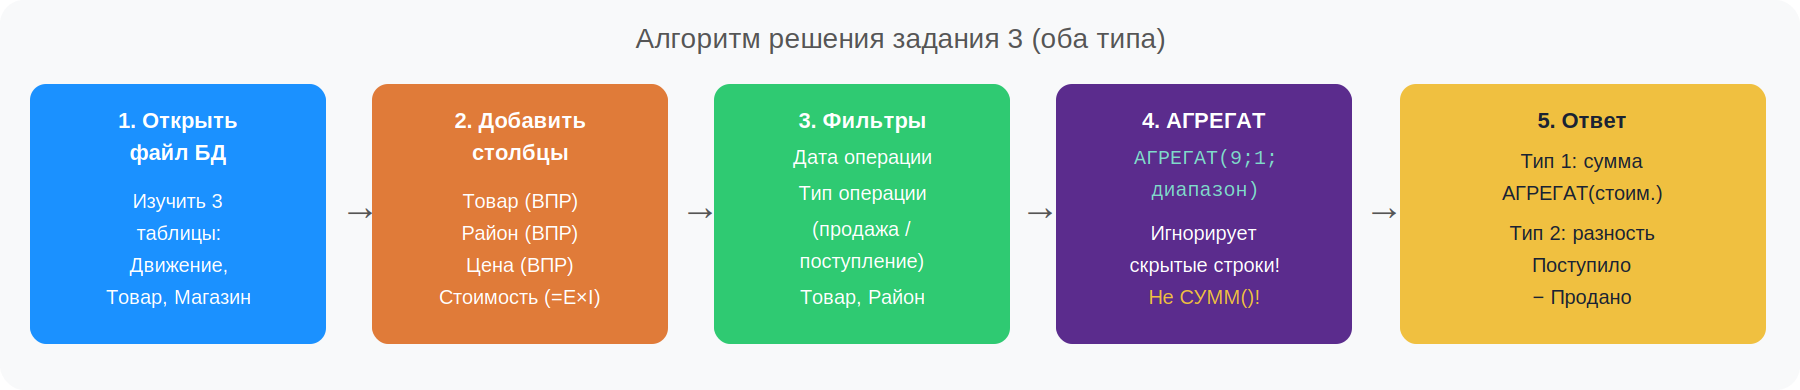 Алгоритм решения задания 3 (оба типа)
1. Открыть
файл БД
Изучить 3
таблицы:
Движение,
Товар, Магазин
→
2. Добавить
столбцы
Товар (ВПР)
Район (ВПР)
Цена (ВПР)
Стоимость (=E×I)
→
3. Фильтры
Дата операции
Тип операции
(продажа /
поступление)
Товар, Район
→
4. АГРЕГАТ
АГРЕГАТ(9;1;
диапазон)
Игнорирует
скрытые строки!
Не СУММ()!
→
5. Ответ
Тип 1: сумма
АГРЕГАТ(стоим.)
Тип 2: разность
Поступило
− Продано